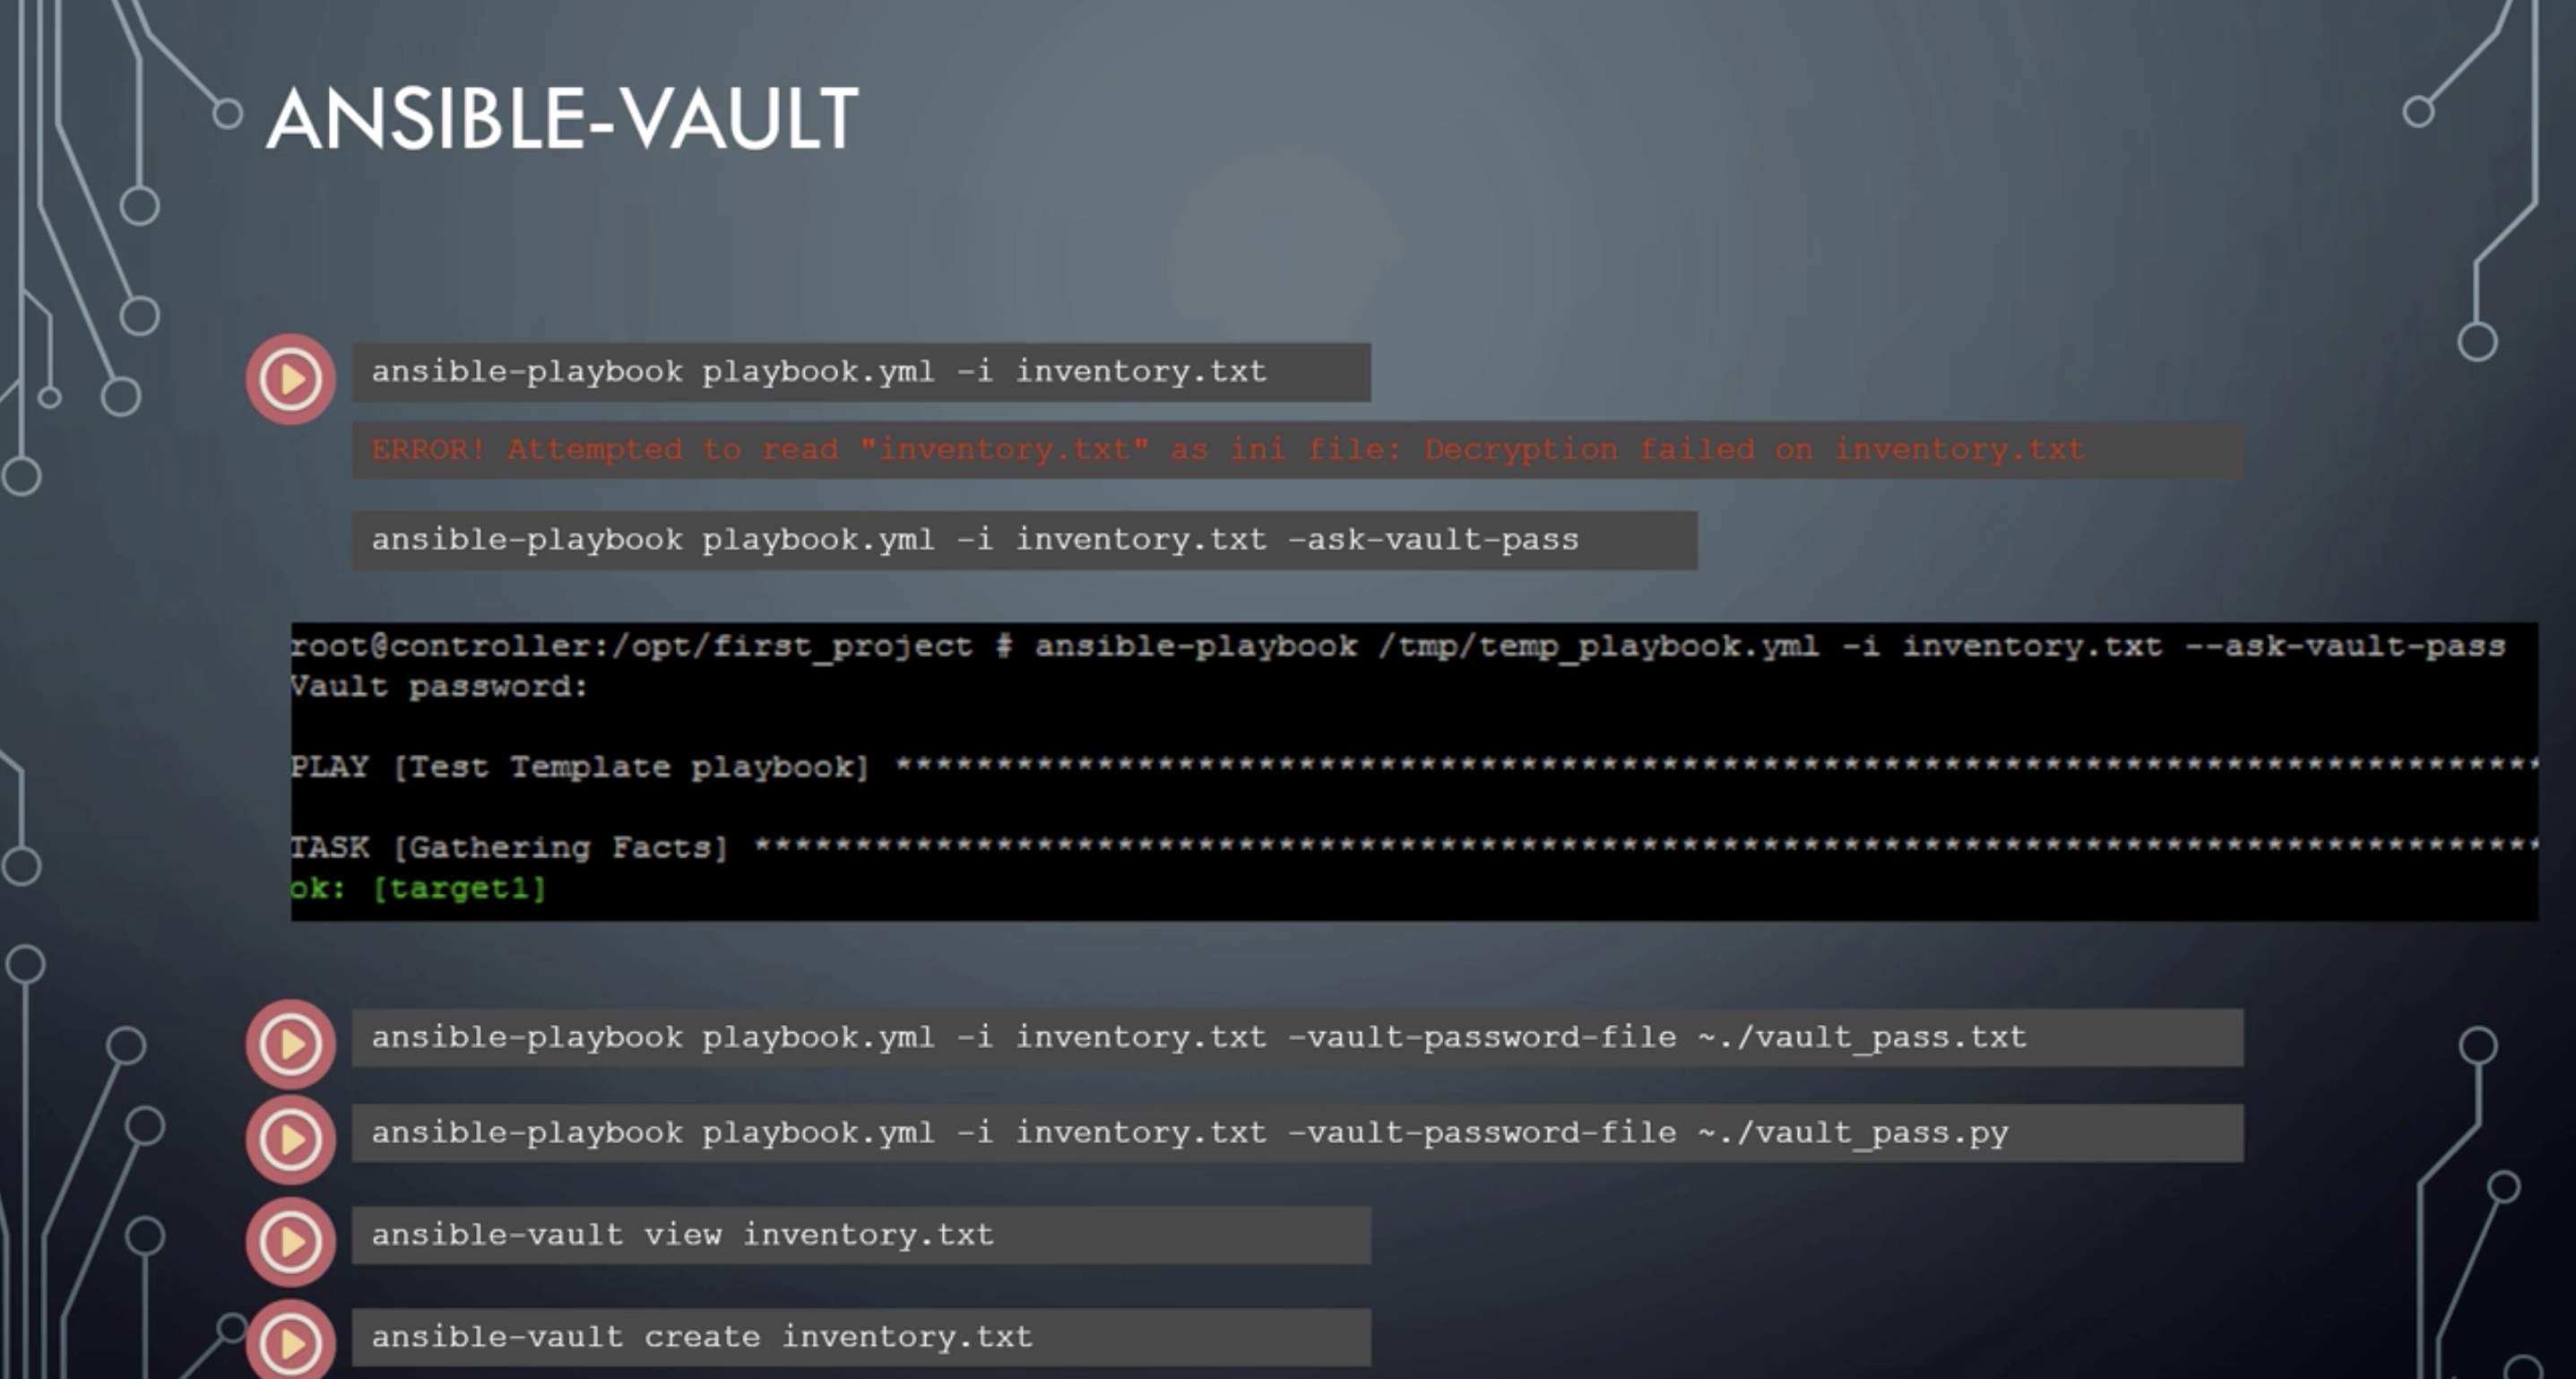 ANSIBLE-VAULT
ansible-playbook playbook.yml -i inventory.txt
ERROR! Attempted to read "inventory.txt" as ini file: Decryption failed on inventory.txt
ansible-playbook playbook.yml -i inventory.txt -ask-vault-pass
root@controller:/opt/first_project # ansible-playbook /tmp/temp_playbook.yml -i inventory.txt --ask-vault-pass
Vault password:
PLAY [Test Template playbook] **********************************************************************************
TASK [Gathering Facts] *****************************************************************************************
ok: [target1]
ansible-playbook playbook.yml -i inventory.txt -vault-password-file ~./vault_pass.txt
ansible-playbook playbook.yml -i inventory.txt -vault-password-file ~./vault_pass.py
ansible-vault view inventory.txt
ansible-vault create inventory.txt